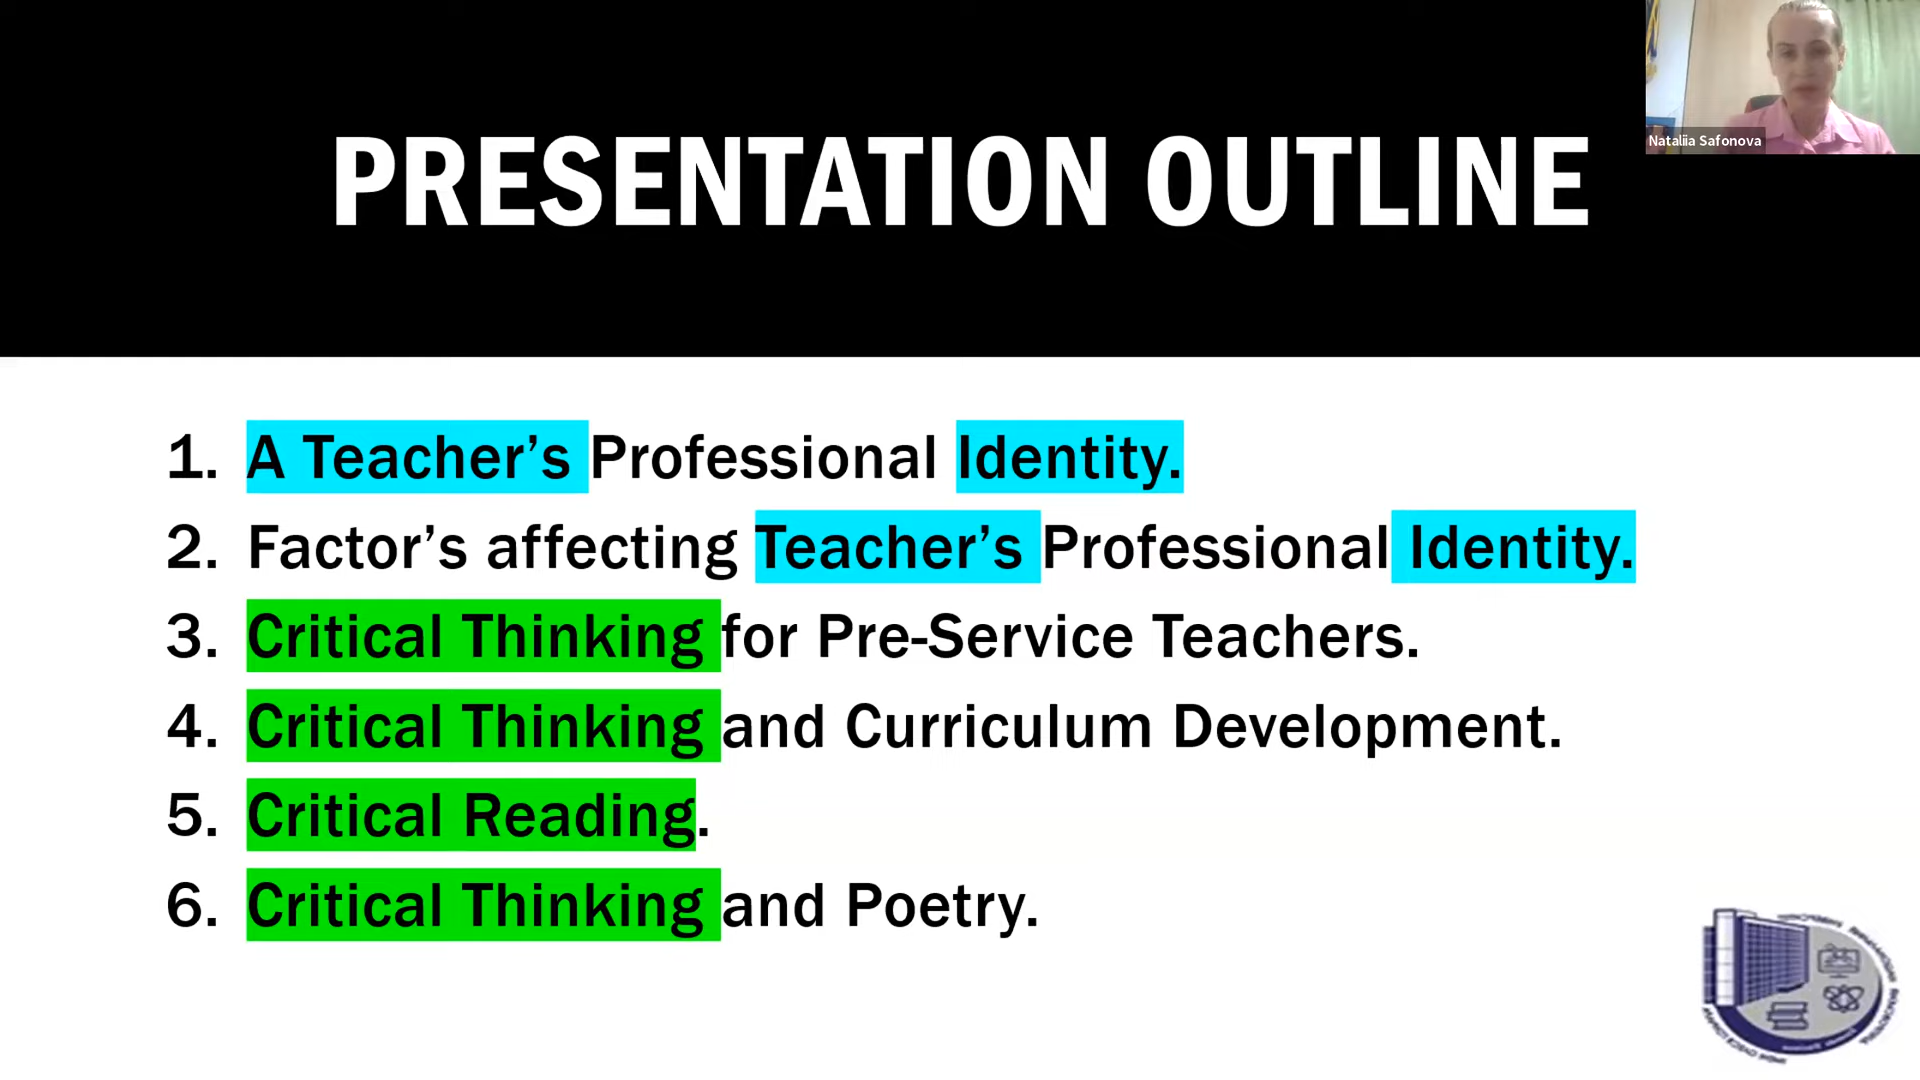 PRESENTATION OUTLINE
Nataliia Safonova
1. A Teacher’s Professional Identity.
2. Factor’s affecting Teacher’s Professional Identity.
3. Critical Thinking for Pre-Service Teachers.
4. Critical Thinking and Curriculum Development.
5. Critical Reading.
6. Critical Thinking and Poetry.